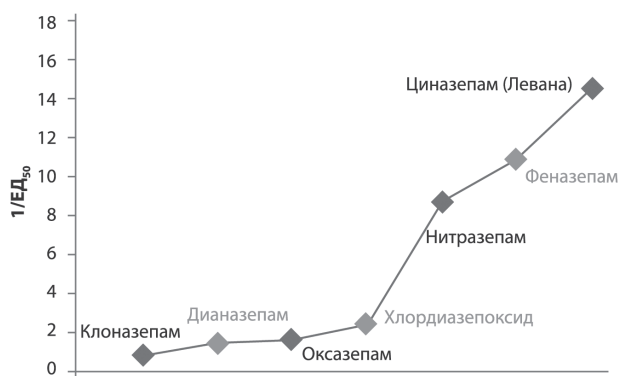 18
16
14
12
10
8
6
4
2
0
1/ЕД50
Циназепам (Левана)
Феназепам
Нитразепам
Дианазепам
Хлордиазепоксид
Клоназепам
Оксазепам